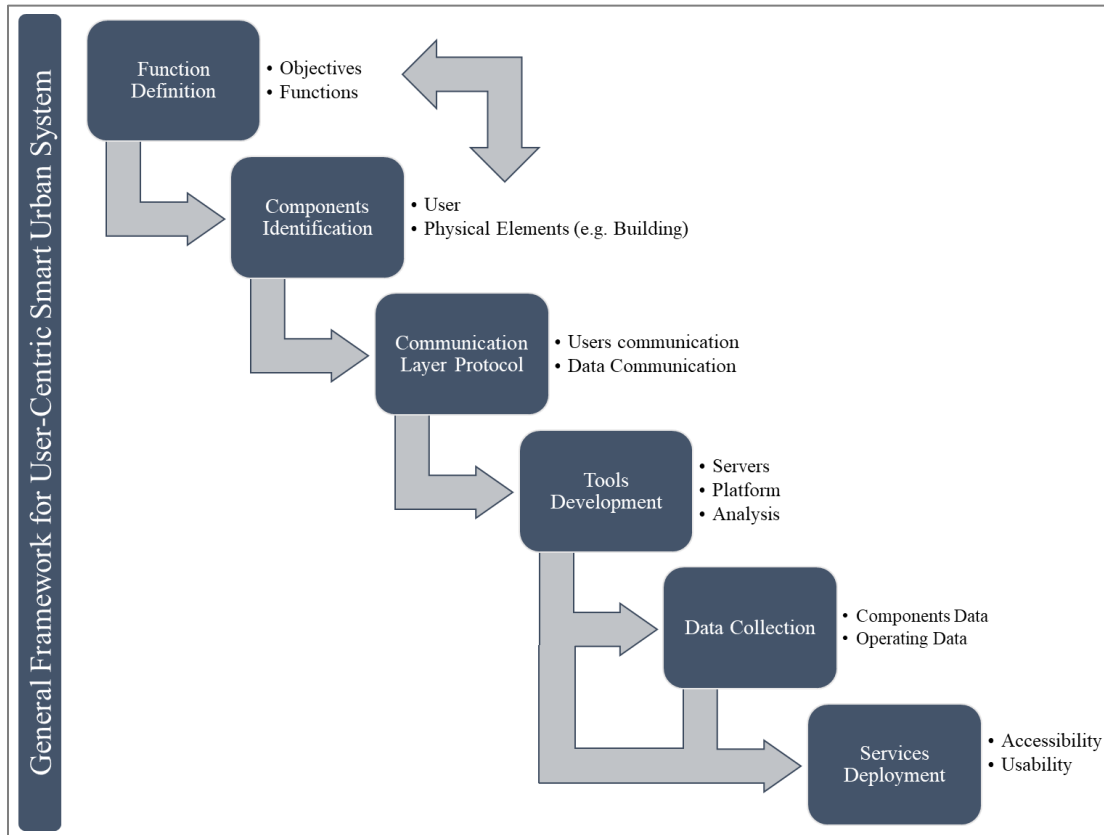 General Framework for User-Centric Smart Urban System
Function
Definition
• Objectives
• Functions
Components
Identification
• User
• Physical Elements (e.g. Building)
Communication
Layer Protocol
• Users communication
• Data Communication
Tools
Development
• Servers
• Platform
• Analysis
Data Collection
• Components Data
• Operating Data
Services
Deployment
• Accessibility
• Usability